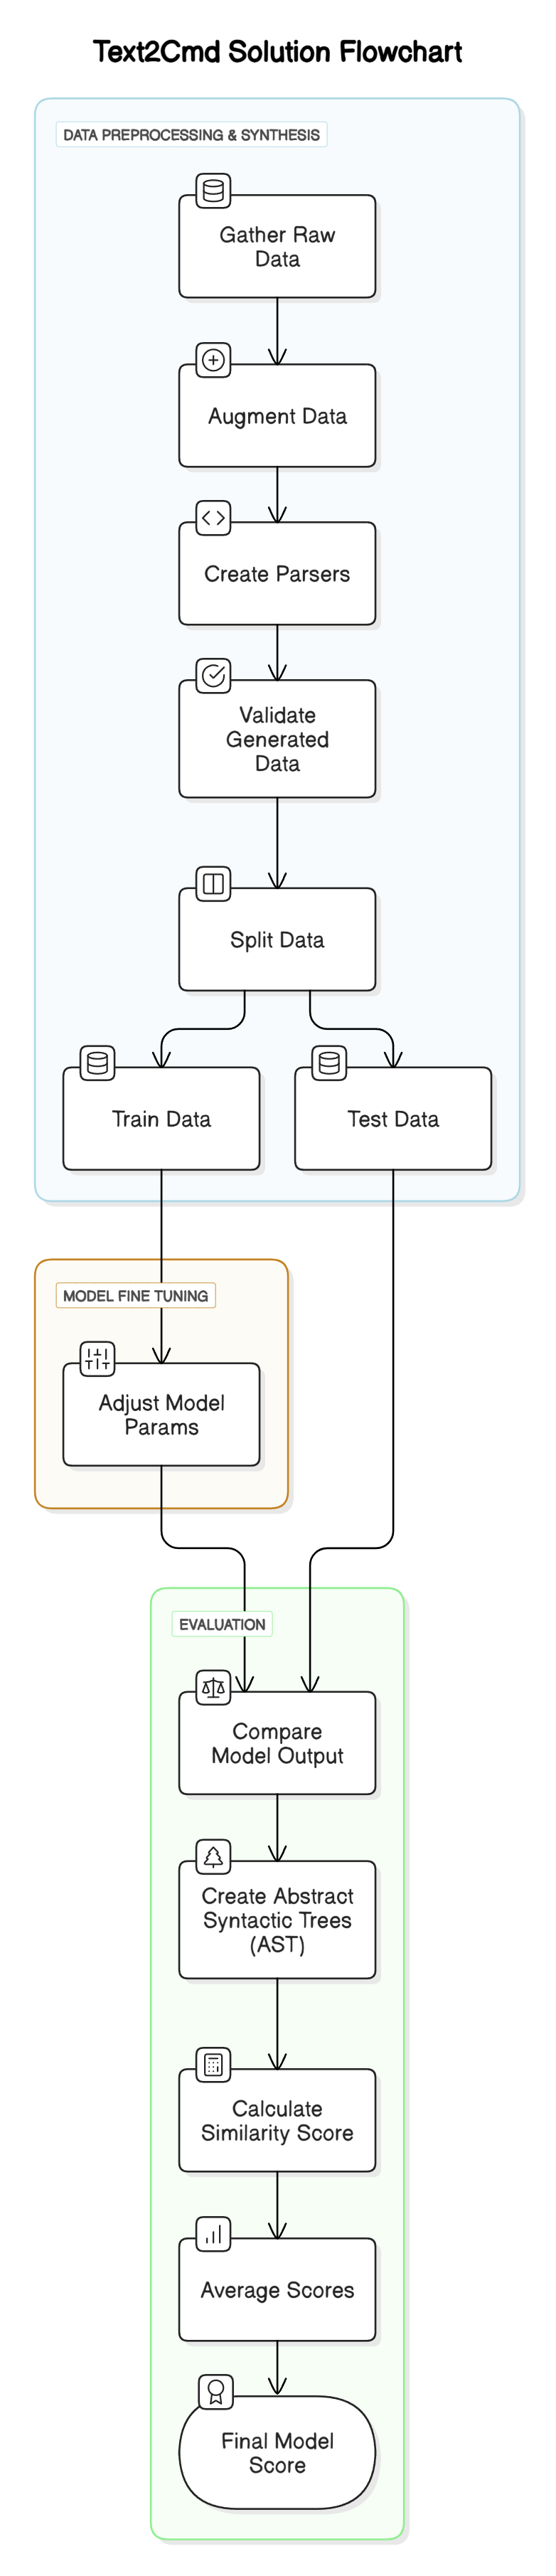 Text2Cmd Solution Flowchart
DATA PREPROCESSING & SYNTHESIS
Gather Raw
Data
Augment Data
Create Parsers
Validate
Generated
Data
Split Data
Train Data
Test Data
MODEL FINE TUNING
Adjust Model
Params
EVALUATION
Compare
Model Output
Create Abstract
Syntactic Trees
(AST)
Calculate
Similarity Score
Average Scores
Final Model
Score